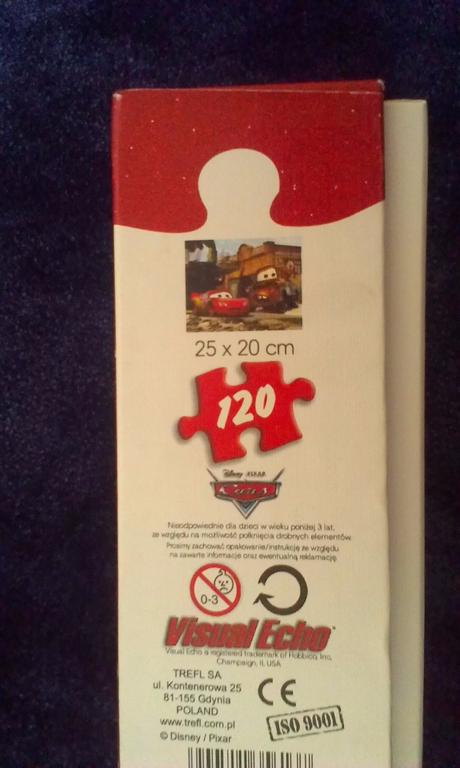 25 x 20 cm
120
Disney·PIXAR
Cars
Nieodpowiednie dla dzieci w wieku poniżej 3 lat,
ze względu na możliwość połknięcia drobnych elementów.
Prosimy zachować opakowanie/instrukcję ze względu
na zawarte informacje oraz ewentualną reklamację.
0-3
Visual Echo™
Visual Echo is a registered trademark of Hobbico, Inc.
Champaign, IL USA
TREFL SA
ul. Kontenerowa 25
81-155 Gdynia
POLAND
www.trefl.com.pl
© Disney / Pixar
CE
ISO 9001